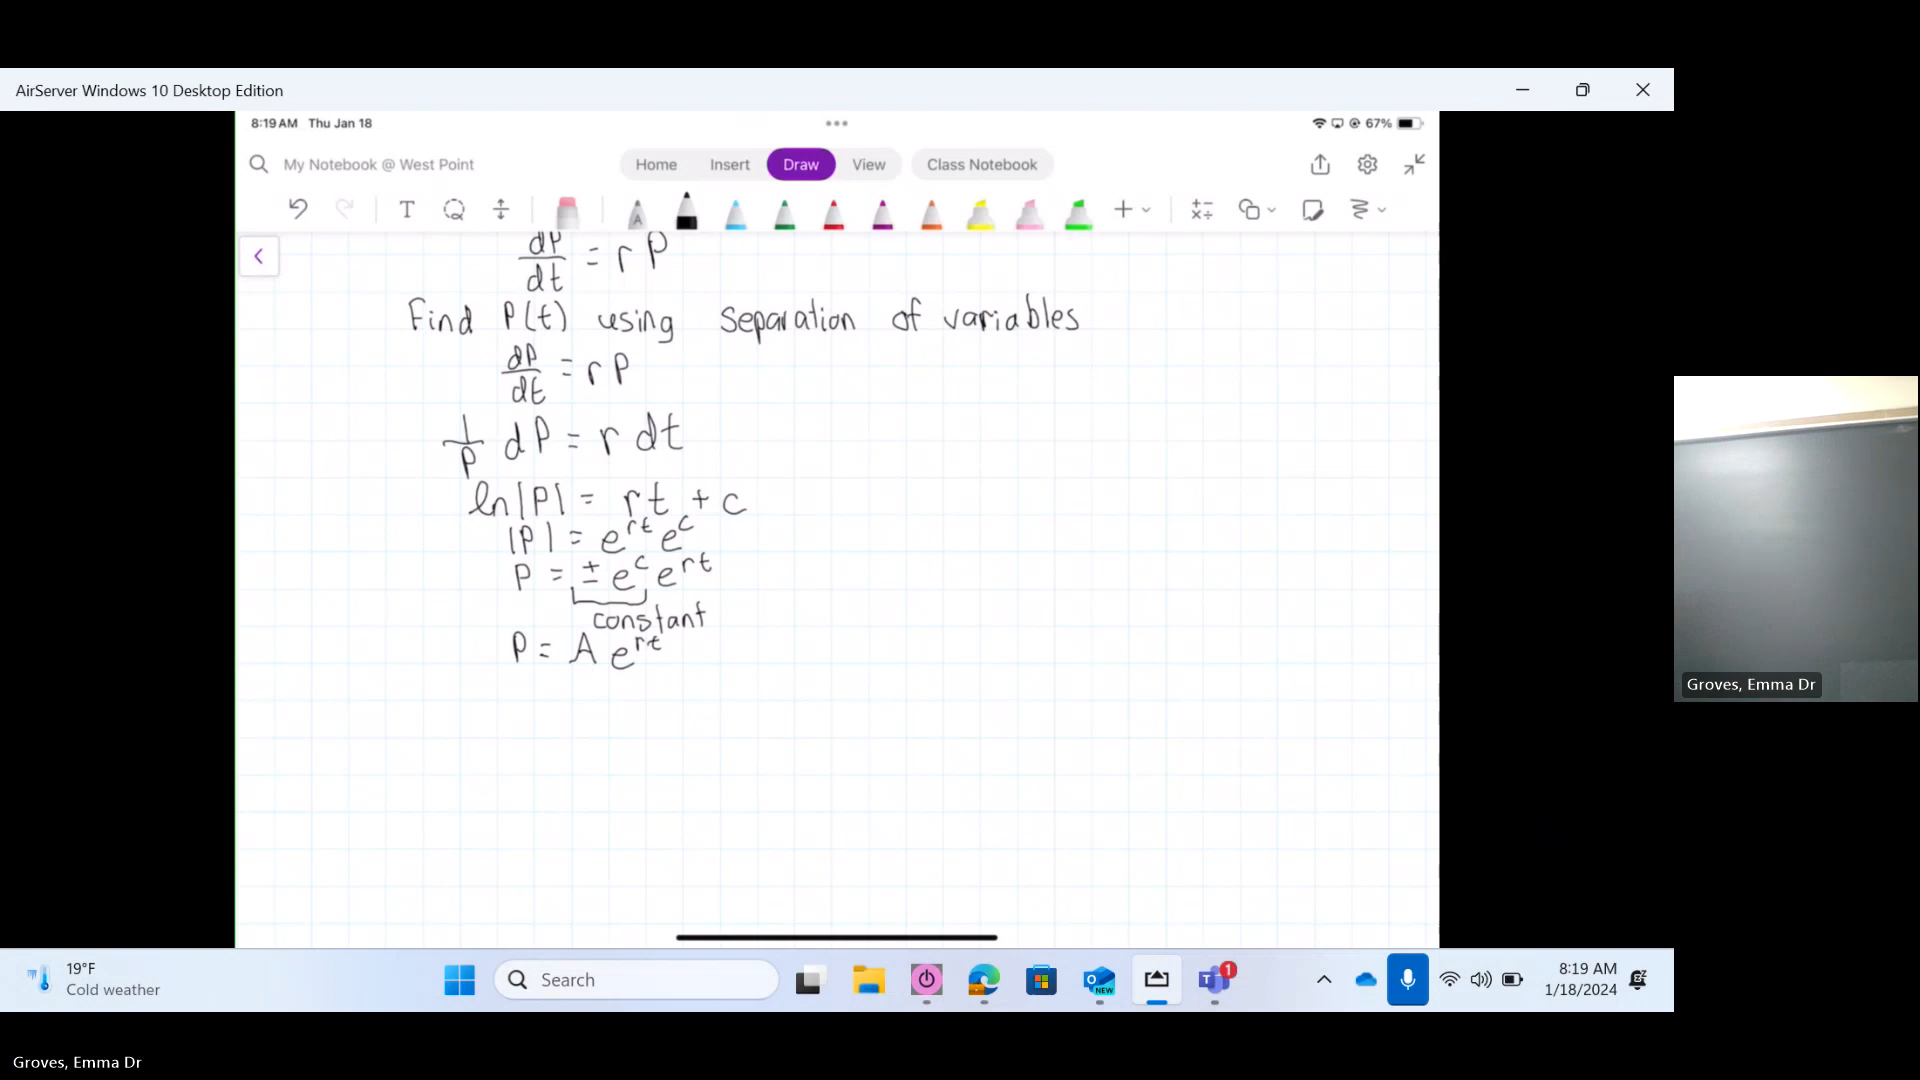 AirServer Windows 10 Desktop Edition
8:19 AM Thu Jan 18
67%
My Notebook @ West Point
Home Insert Draw View Class Notebook
dP/dt = rP
Find P(t) using separation of variables
dP/dt = rP
1/P dP = r dt
ln|P| = rt + c
|P| = e^rt e^c
P = ± e^c e^rt
constant
P = A e^rt
Groves, Emma Dr
19°F
Cold weather
Search
NEW
1
8:19 AM
1/18/2024
Groves, Emma Dr